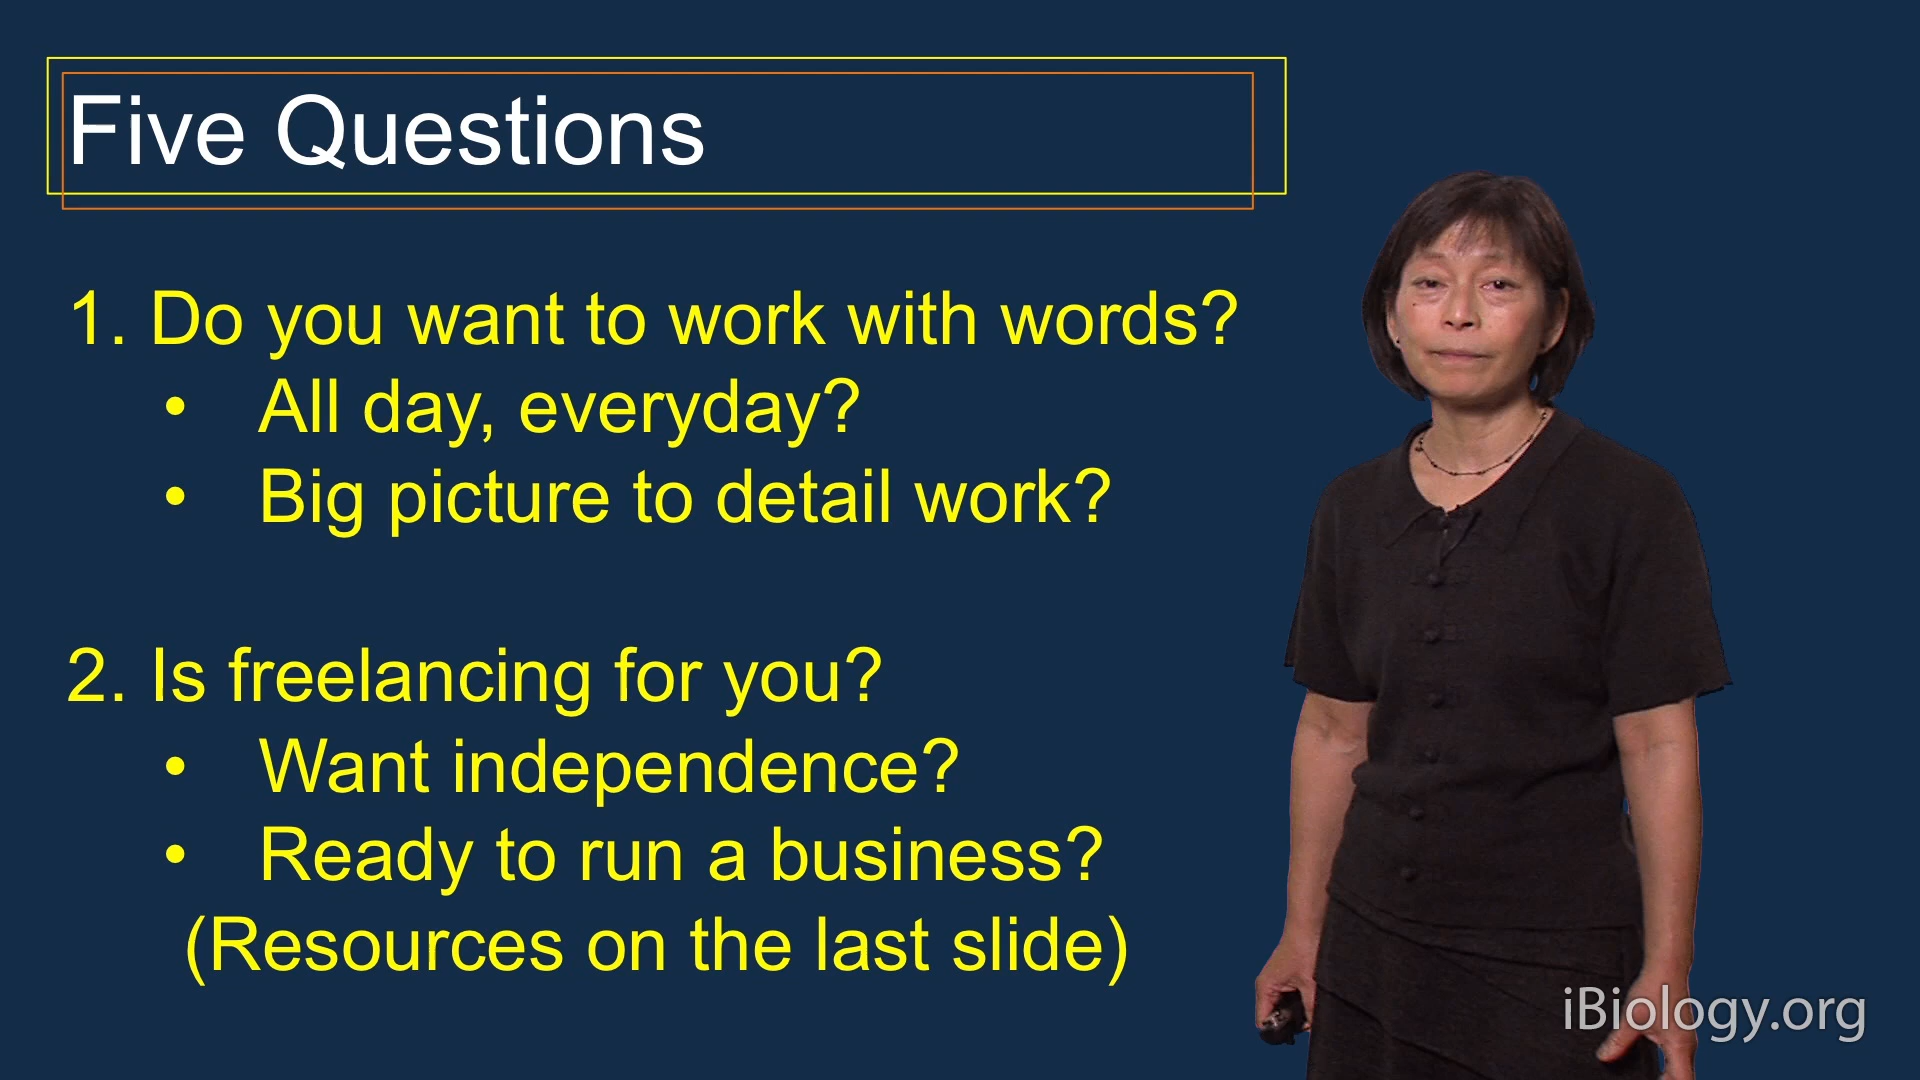 Five Questions
1. Do you want to work with words?
• All day, everyday?
• Big picture to detail work?
2. Is freelancing for you?
• Want independence?
• Ready to run a business?
(Resources on the last slide)
iBiology.org